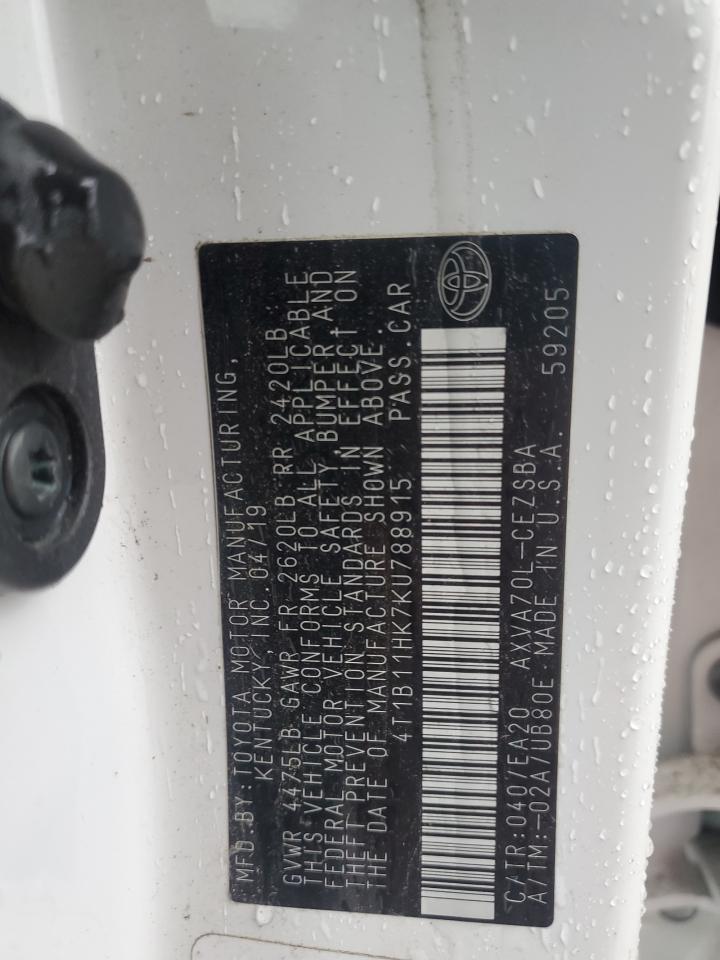 MFD BY:TOYOTA MOTOR MANUFACTURING,
KENTUCKY,INC 04/19
GVWR 4475LB GAWR FR 2620LB RR 2420LB
THIS VEHICLE CONFORMS TO ALL APPLICABLE
FEDERAL MOTOR VEHICLE SAFETY BUMPER AND
THEFT PREVENTION STANDARDS IN EFFECT ON
THE DATE OF MANUFACTURE SHOWN ABOVE.
4T1B11HK7KU788915 PASS.CAR
C/TR:040/EA20 AXVA70L-CEZSBA
A/TM:-02A/UB80E MADE IN U.S.A. 59205